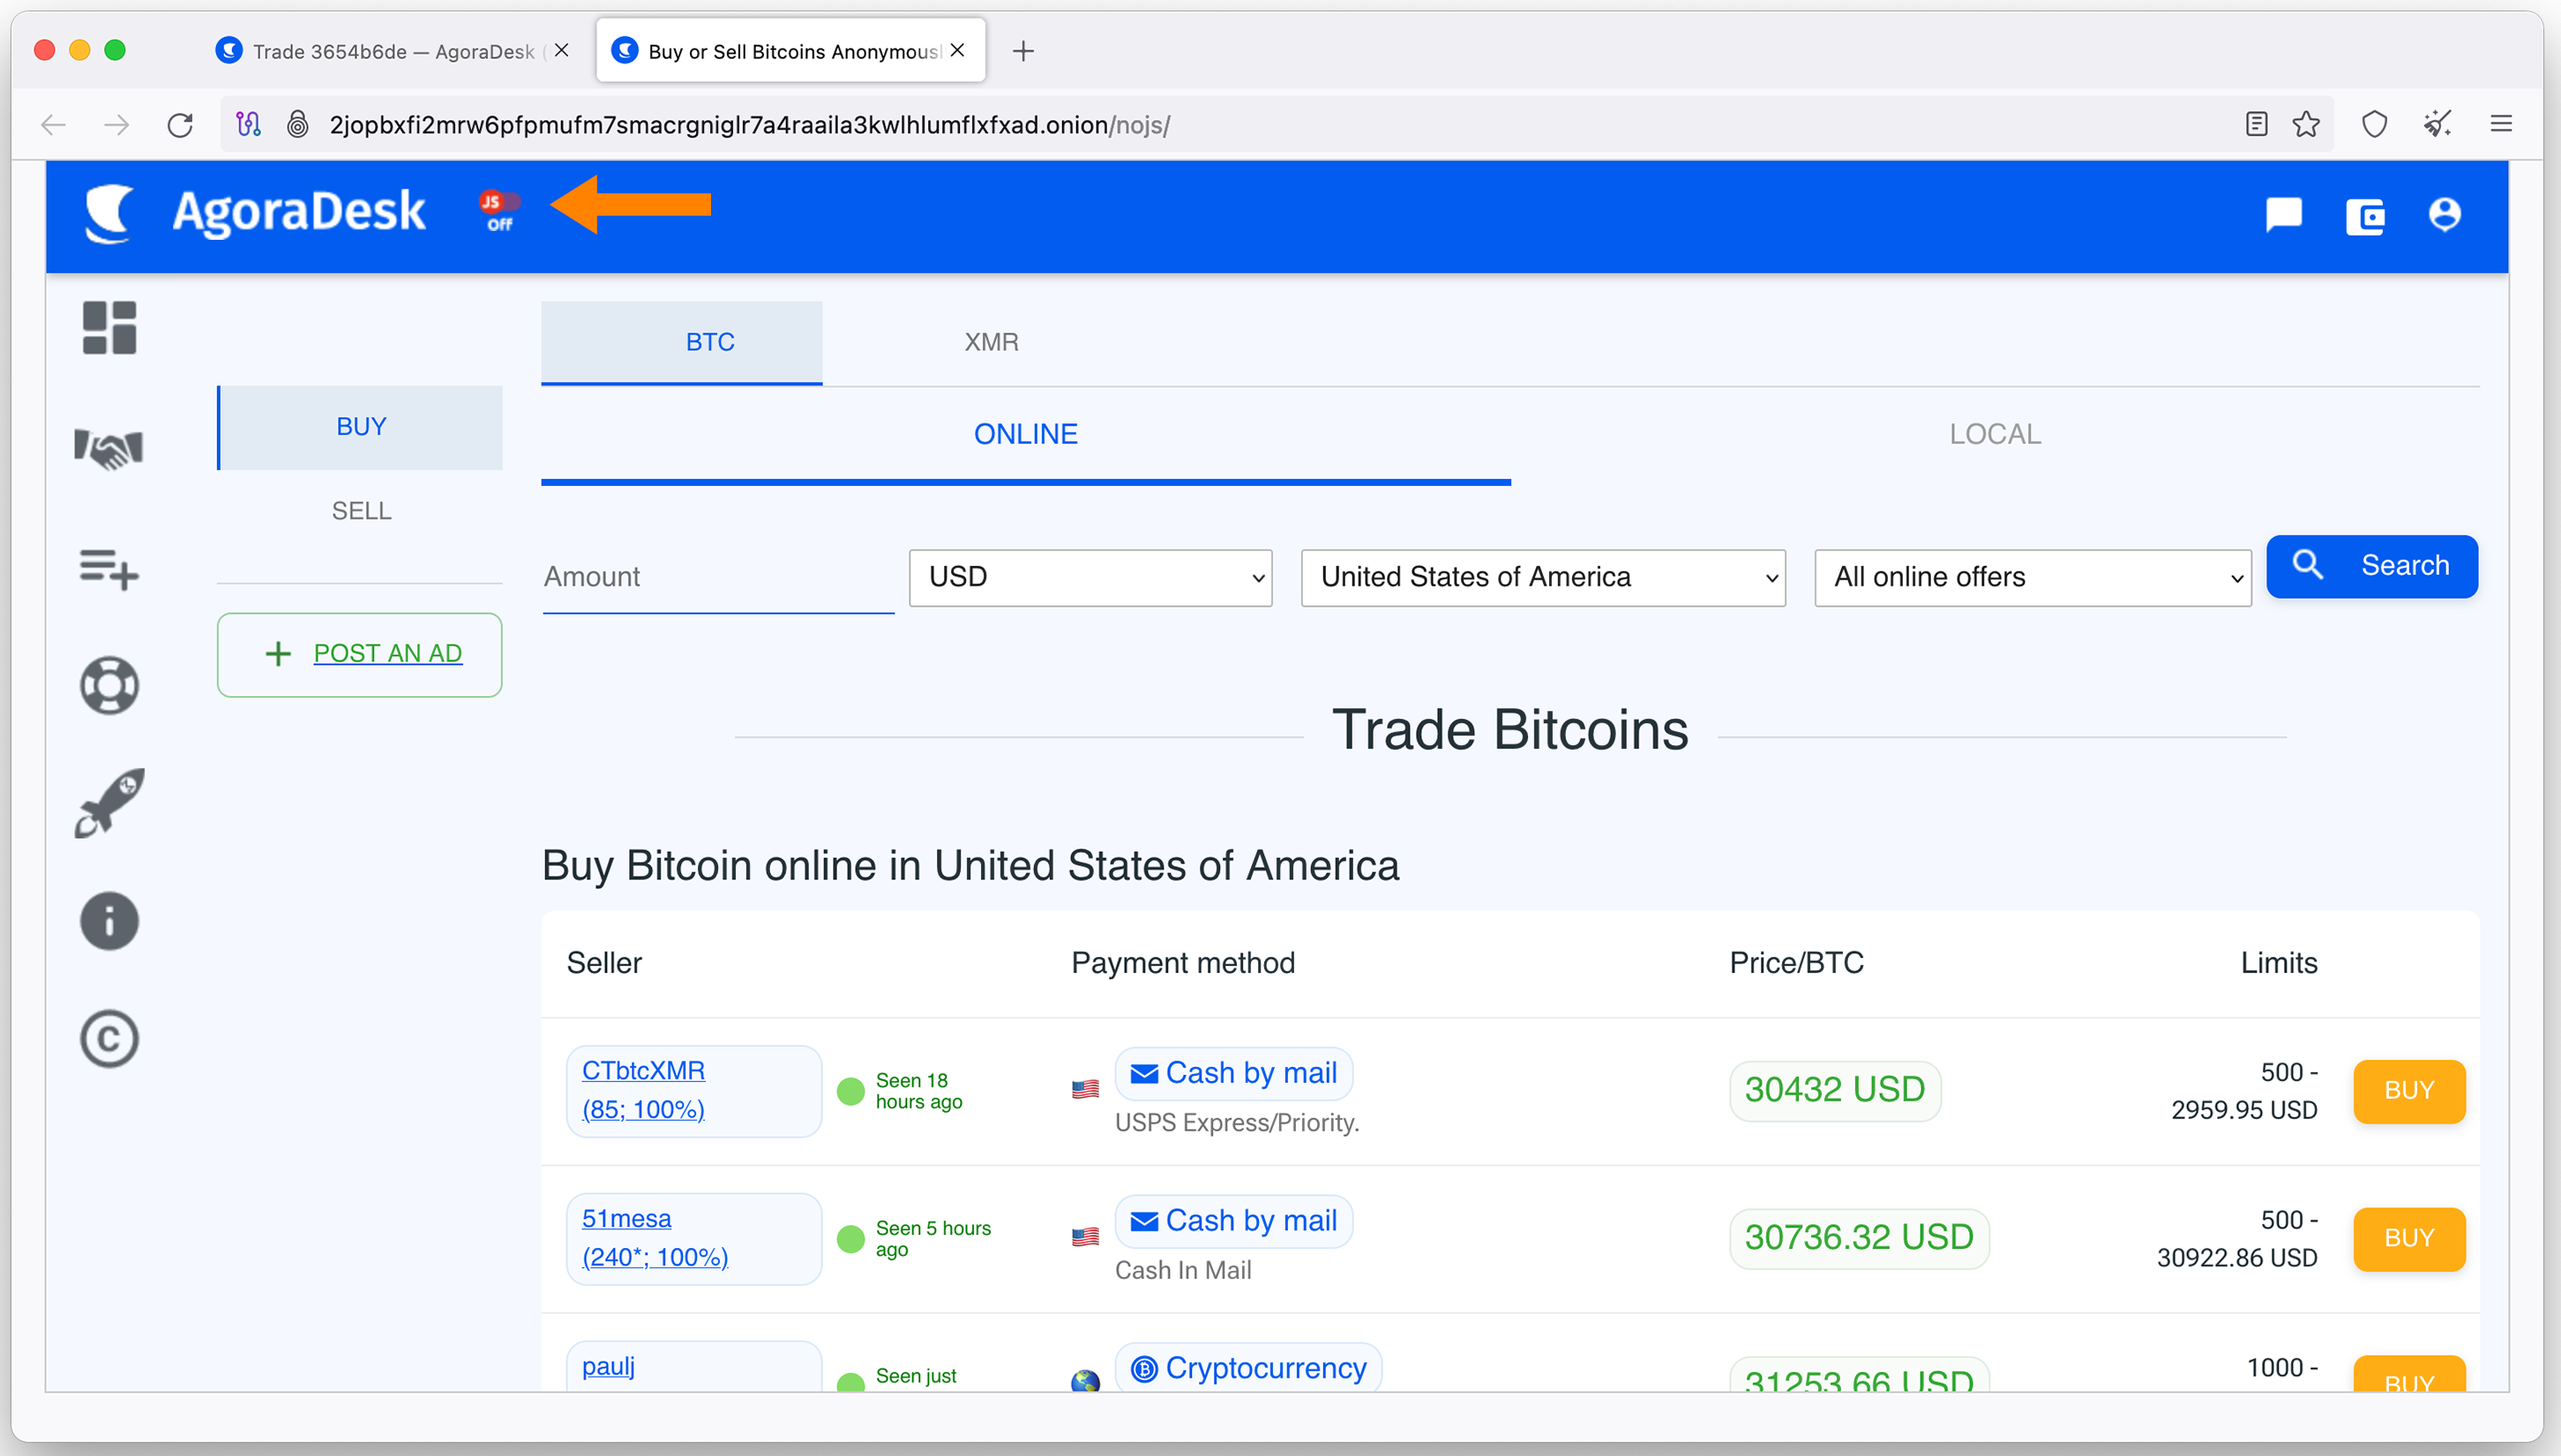 Trade 3654b6de — AgoraDesk (
Buy or Sell Bitcoins Anonymousl
2jopbxfi2mrw6pfpmufm7smacrgniglr7a4raaila3kwlhlumflxfxad.onion/nojs/
AgoraDesk
JS
Off
BTC
XMR
BUY
ONLINE
LOCAL
SELL
Amount
USD
United States of America
All online offers
Search
+ POST AN AD
Trade Bitcoins
Buy Bitcoin online in United States of America
Seller
Payment method
Price/BTC
Limits
CTbtcXMR
(85; 100%)
Seen 18
hours ago
Cash by mail
USPS Express/Priority.
30432 USD
500 -
2959.95 USD
BUY
51mesa
(240*; 100%)
Seen 5 hours
ago
Cash by mail
Cash In Mail
30736.32 USD
500 -
30922.86 USD
BUY
paulj
Seen just
Cryptocurrency
31253.66 USD
1000 -
BUY